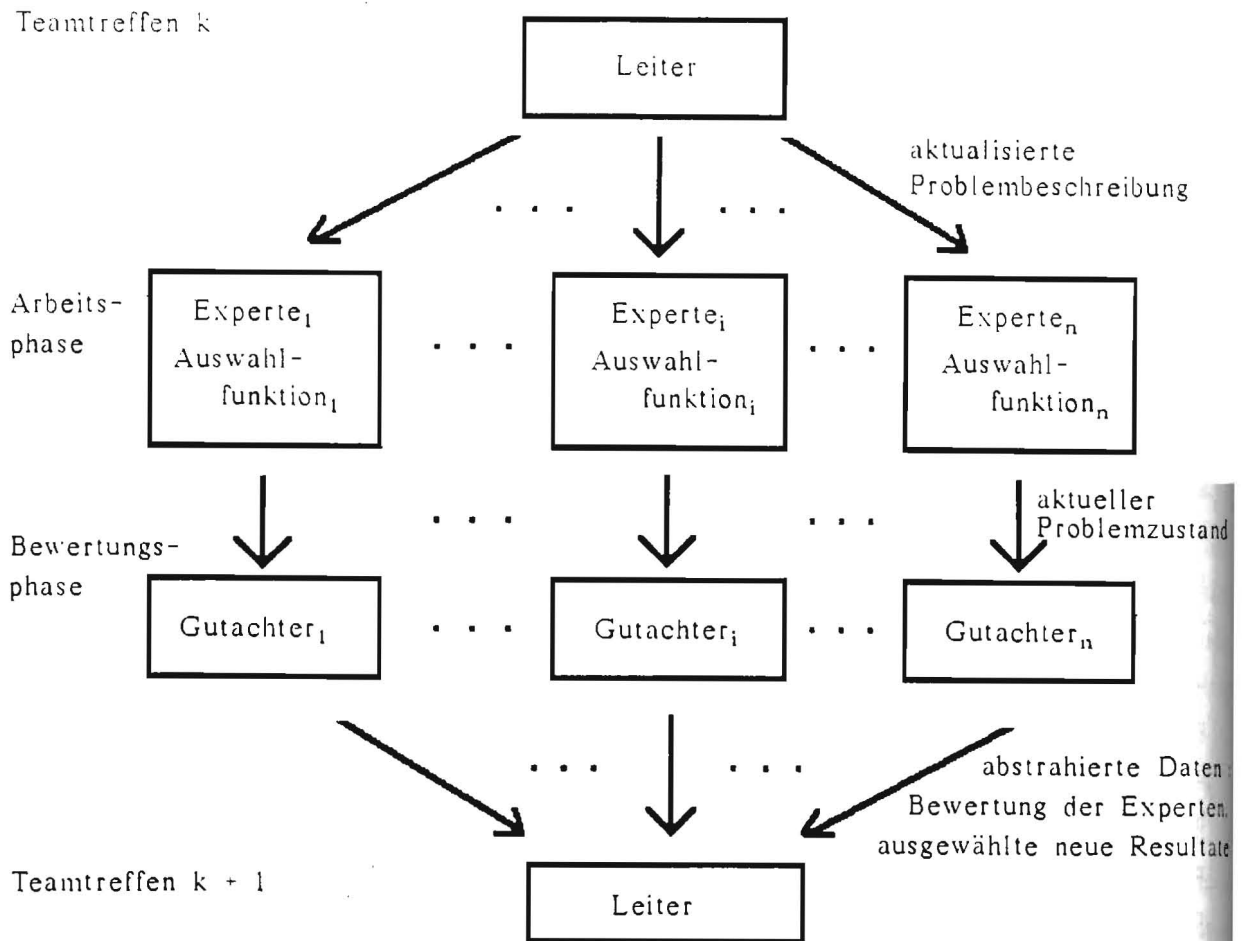 Teamtreffen k
Leiter
aktualisierte
Problembeschreibung
Arbeits-
phase
Experte₁
Auswahl-
funktion₁
. . .
Experteᵢ
Auswahl-
funktionᵢ
. . .
Experteₙ
Auswahl-
funktionₙ
aktueller
Problemzustand
Bewertungs-
phase
Gutachter₁
. . .
Gutachterᵢ
. . .
Gutachterₙ
abstrahierte Daten:
Bewertung der Experten,
ausgewählte neue Resultate
Teamtreffen k + 1
Leiter